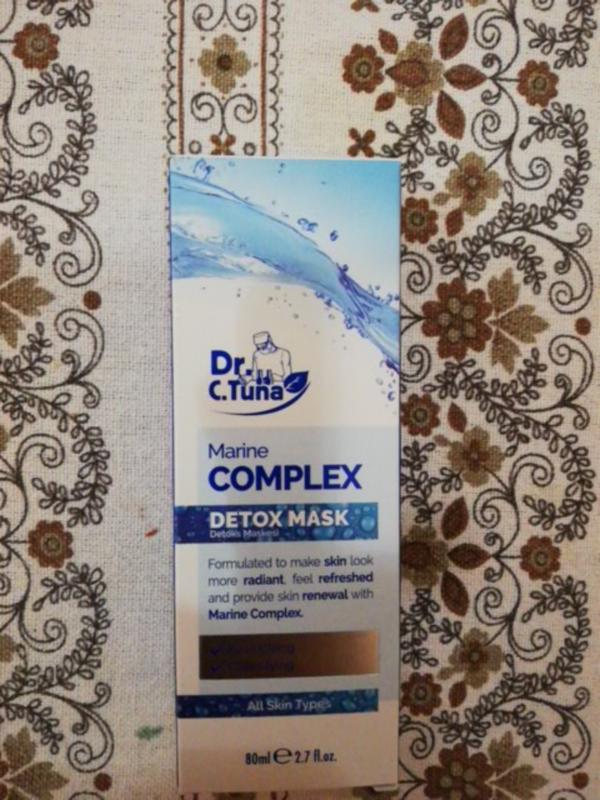 Dr.
C.Tuna
Marine
COMPLEX
DETOX MASK
Detoks Maskesi
Formulated to make skin look
more radiant, feel refreshed
and provide skin renewal with
Marine Complex.
All Skin Types
80ml e 2.7 fl.oz.